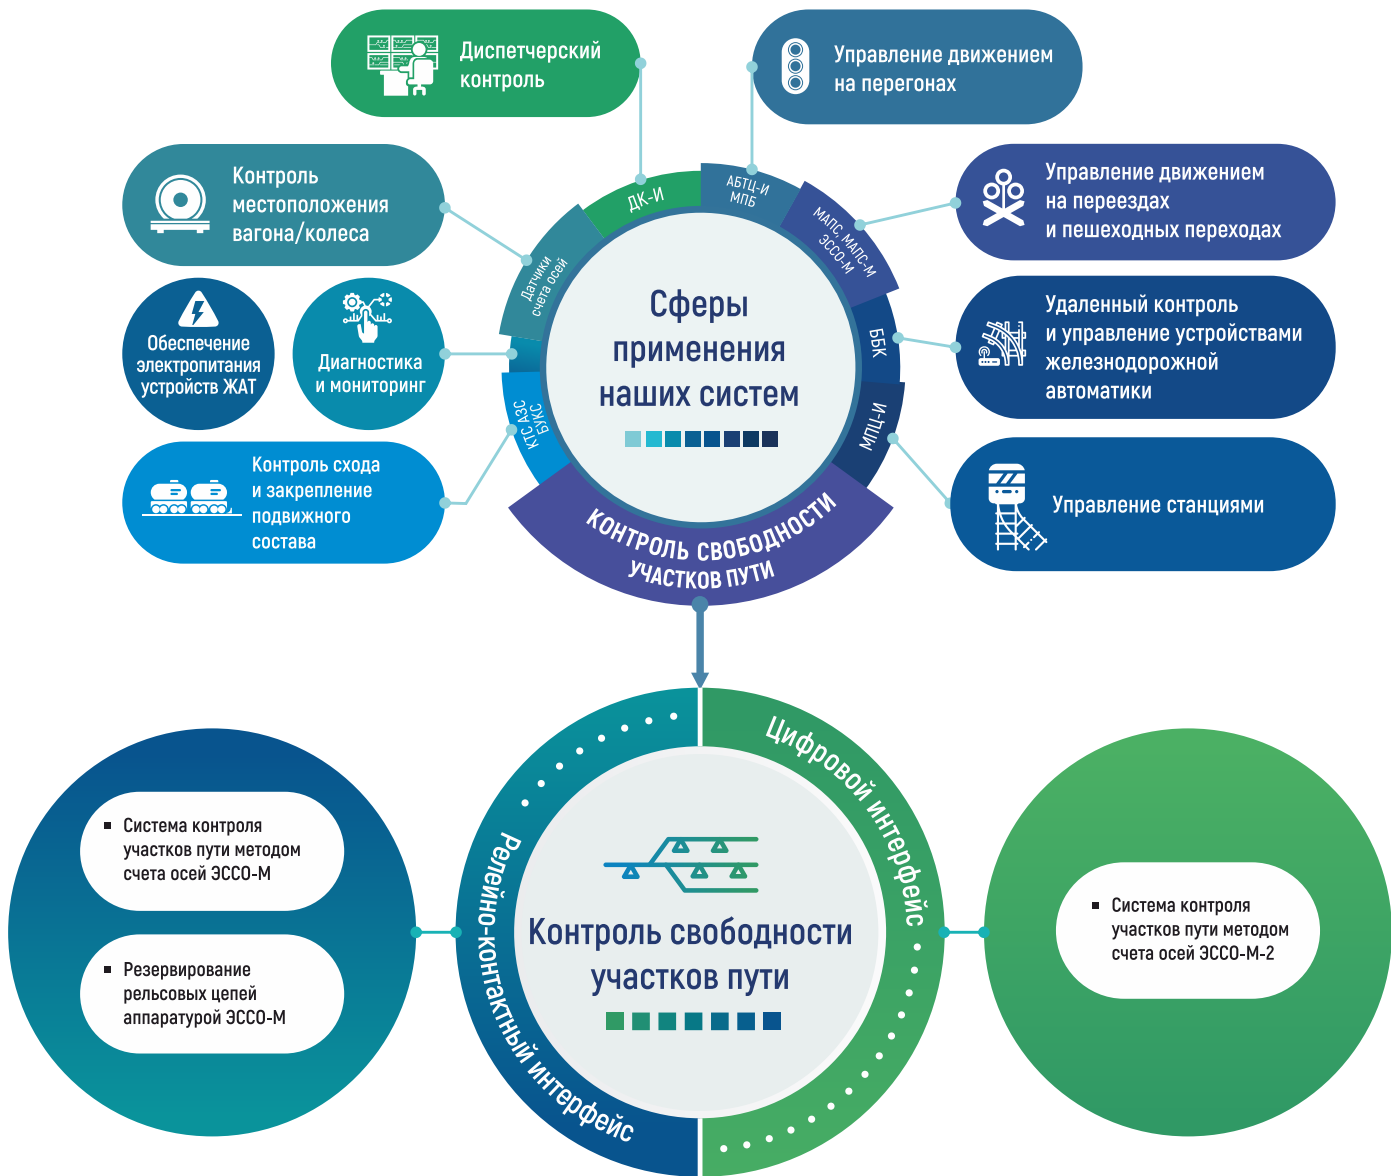 Диспетчерский
контроль
Управление движением
на перегонах
Контроль
местоположения
вагона/колеса
Управление движением
на переездах
и пешеходных переходах
ДК-И
АБТЦ-И
МПБ
МАПС, МАПС-М
ЭССО-М
Датчики
счета осей
ББК
МПЦ-И
КТС АЗС
БУКС
Сферы
применения
наших систем
Обеспечение
электропитания
устройств ЖАТ
Диагностика
и мониторинг
Удаленный контроль
и управление устройствами
железнодорожной
автоматики
Контроль схода
и закрепление
подвижного
состава
Управление станциями
КОНТРОЛЬ СВОБОДНОСТИ
УЧАСТКОВ ПУТИ
Релейно-контактный интерфейс
Цифровой интерфейс
Контроль свободности
участков пути
▪ Система контроля
участков пути методом
счета осей ЭССО-М
▪ Резервирование
рельсовых цепей
аппаратурой ЭССО-М
▪ Система контроля
участков пути методом
счета осей ЭССО-М-2